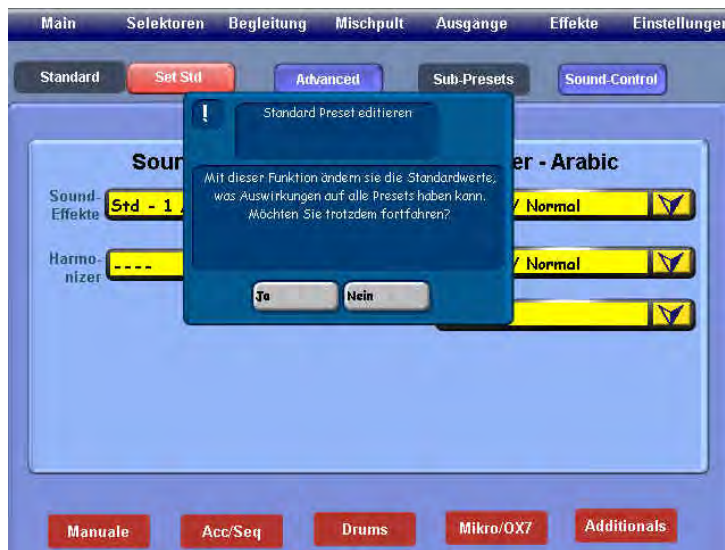 Main Selektoren Begleitung Mischpult Ausgänge Effekte Einstellunge
Standard Set Std Advanced Sub-Presets Sound-Control
!
Standard Preset editieren
Mit dieser Funktion ändern sie die Standardwerte,
was Auswirkungen auf alle Presets haben kann.
Möchten Sie trotzdem fortfahren?
Ja Nein
Sour er - Arabic
Sound-
Effekte Std - 1 / Normal
Harmo-
nizer ---- / Normal
Manuale Acc/Seq Drums Mikro/OX7 Additionals